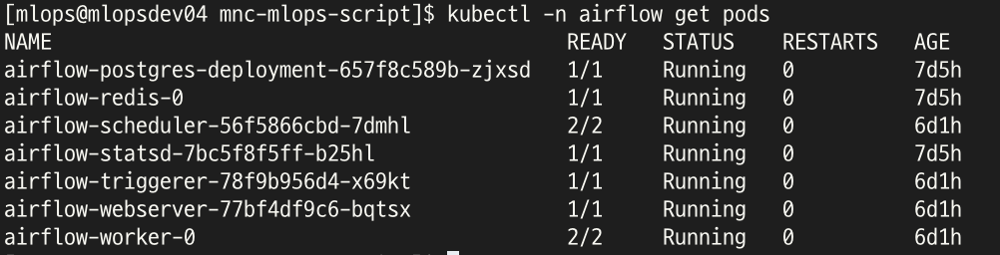 [mlops@mlopsdev04 mnc-mlops-script]$ kubectl -n airflow get pods
NAME READY STATUS RESTARTS AGE
airflow-postgres-deployment-657f8c589b-zjxsd 1/1 Running 0 7d5h
airflow-redis-0 1/1 Running 0 7d5h
airflow-scheduler-56f5866cbd-7dmhl 2/2 Running 0 6d1h
airflow-statsd-7bc5f8f5ff-b25hl 1/1 Running 0 7d5h
airflow-triggerer-78f9b956d4-x69kt 1/1 Running 0 6d1h
airflow-webserver-77bf4df9c6-bqtsx 1/1 Running 0 6d1h
airflow-worker-0 2/2 Running 0 6d1h